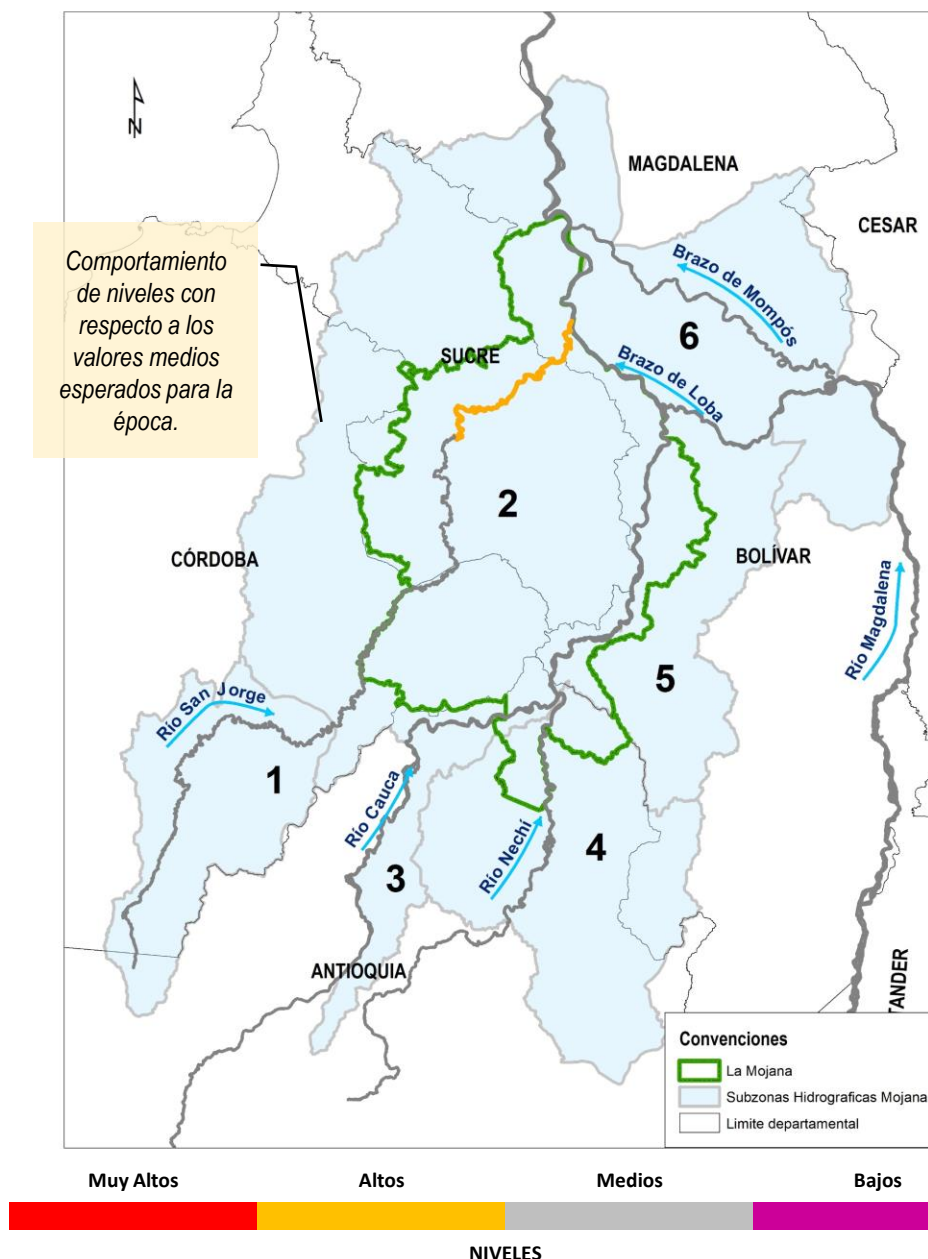 N
MAGDALENA
CESAR
Comportamiento
de niveles con
respecto a los
valores medios
esperados para la
época.
Brazo de Mompós
6
SUCRE
Brazo de Loba
2
CÓRDOBA
BOLÍVAR
Río Magdalena
5
Río San Jorge
1
Río Cauca
3
Río Nechí
4
ANTIOQUIA
TANDER
Convenciones
La Mojana
Subzonas Hidrograficas Mojana
Limite departamental
Muy Altos Altos Medios Bajos
NIVELES